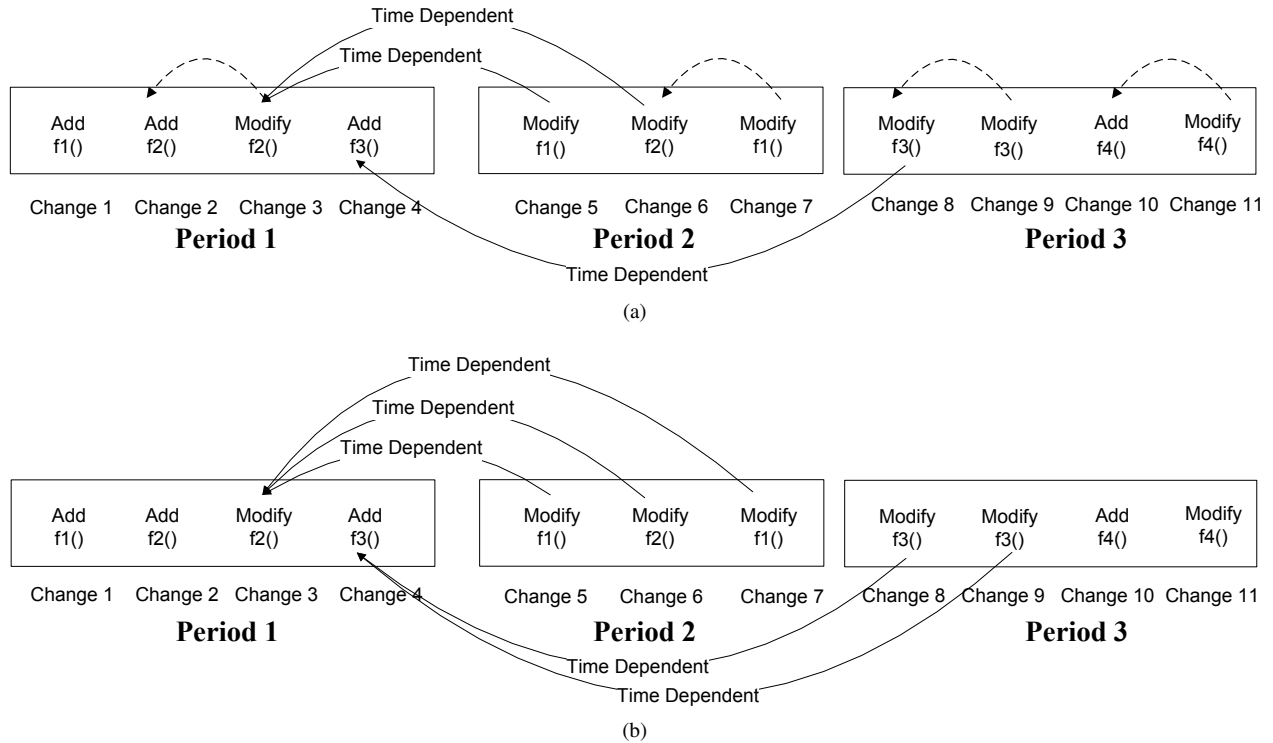 Time Dependent
Time Dependent
Add Add Modify Add Modify Modify Modify Modify Modify Add Modify
f1() f2() f2() f3() f1() f2() f1() f3() f3() f4() f4()
Change 1 Change 2 Change 3 Change 4 Change 5 Change 6 Change 7 Change 8 Change 9 Change 10 Change 11
Period 1 Period 2 Period 3
Time Dependent
(a)
Time Dependent
Time Dependent
Time Dependent
Add Add Modify Add Modify Modify Modify Modify Modify Add Modify
f1() f2() f2() f3() f1() f2() f1() f3() f3() f4() f4()
Change 1 Change 2 Change 3 Change 4 Change 5 Change 6 Change 7 Change 8 Change 9 Change 10 Change 11
Period 1 Period 2 Period 3
Time Dependent
Time Dependent
(b)